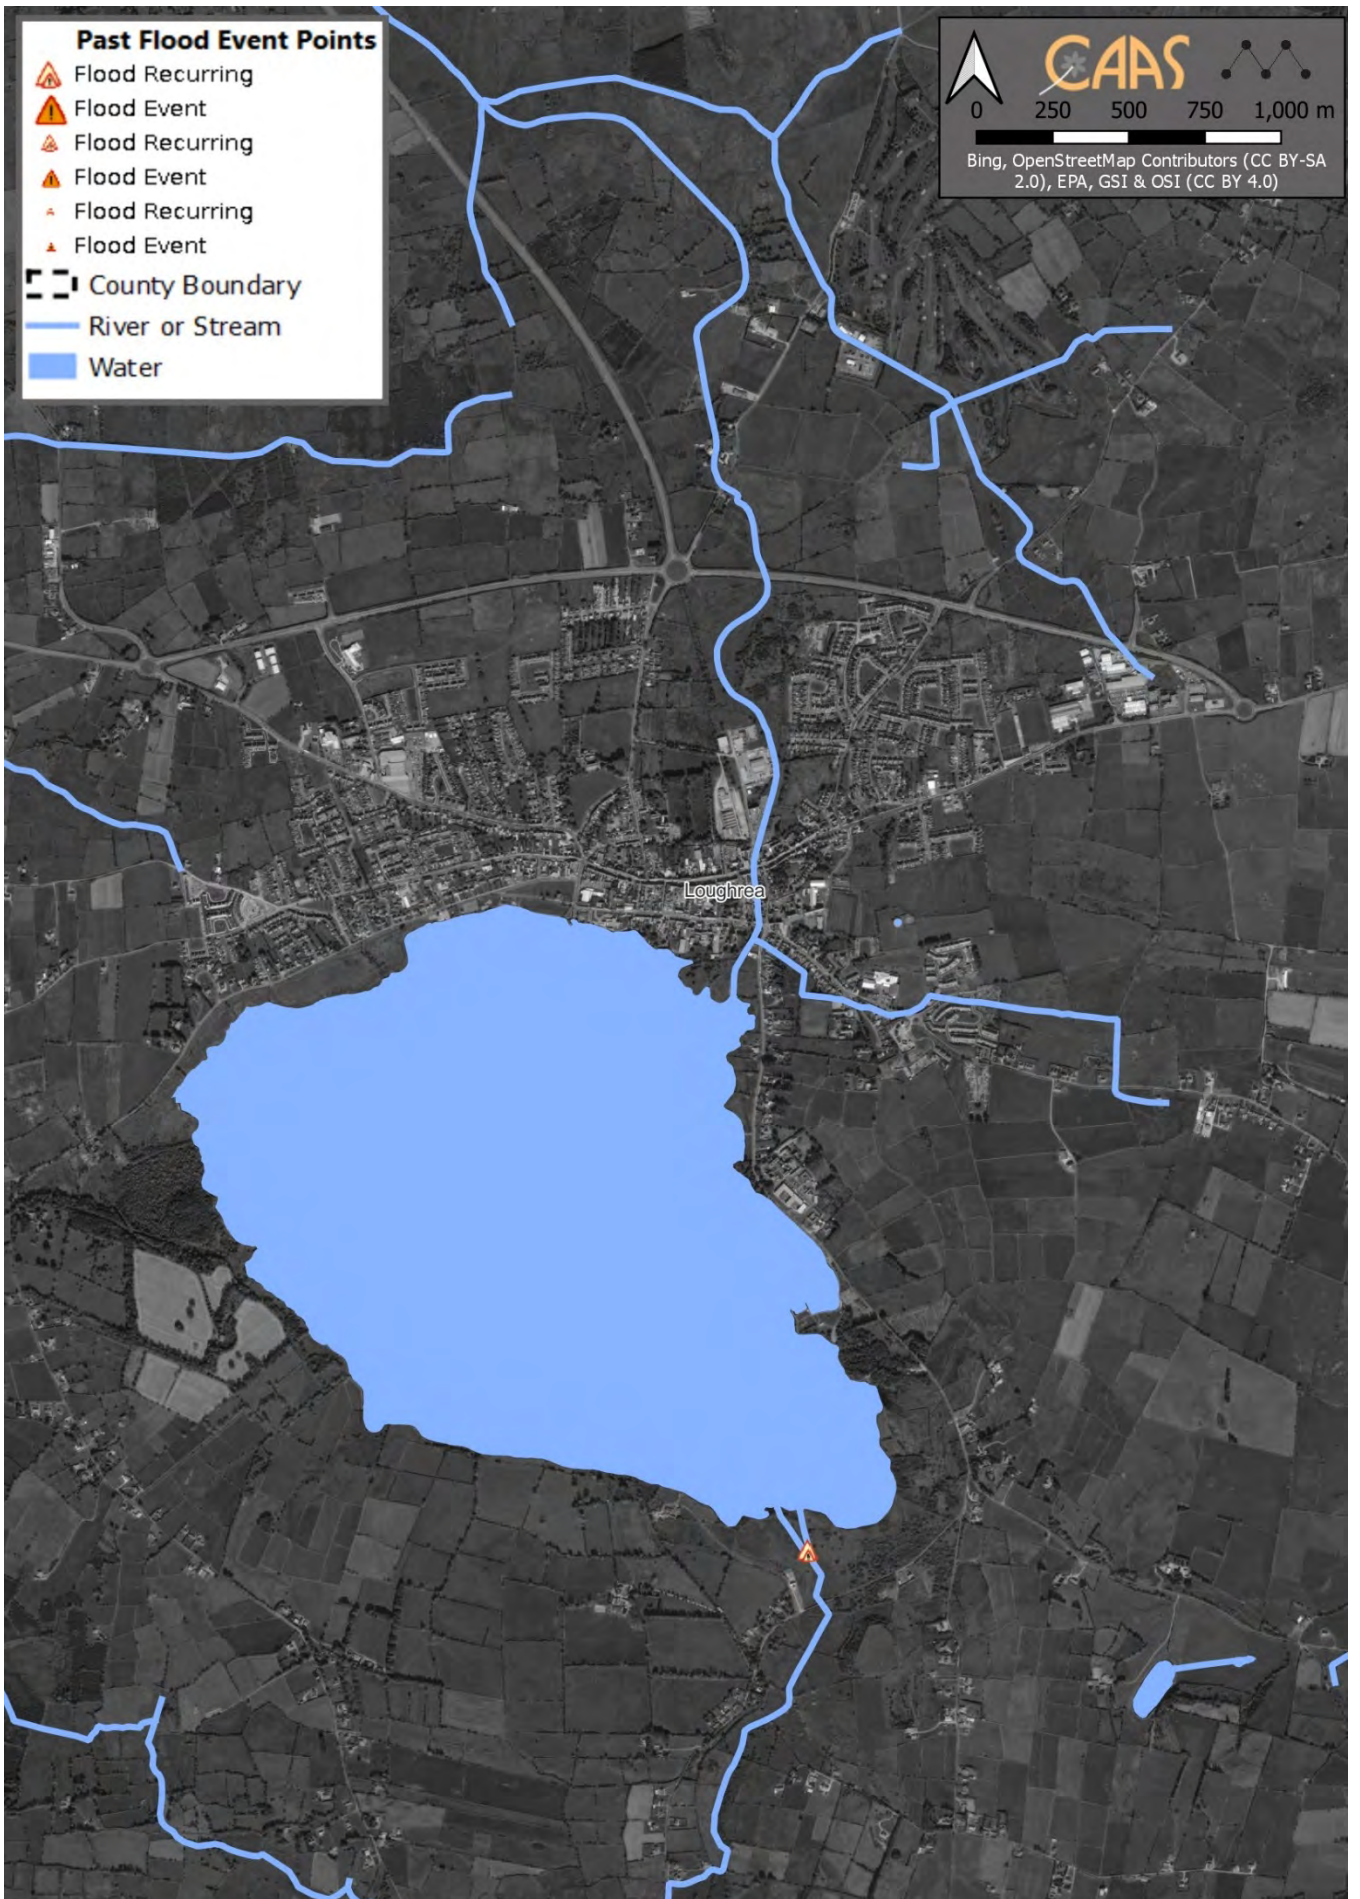 Past Flood Event Points
Flood Recurring
Flood Event
Flood Recurring
Flood Event
Flood Recurring
Flood Event
County Boundary
River or Stream
Water
CAAS
0 250 500 750 1,000 m
Bing, OpenStreetMap Contributors (CC BY-SA
2.0), EPA, GSI & OSI (CC BY 4.0)
Loughrea